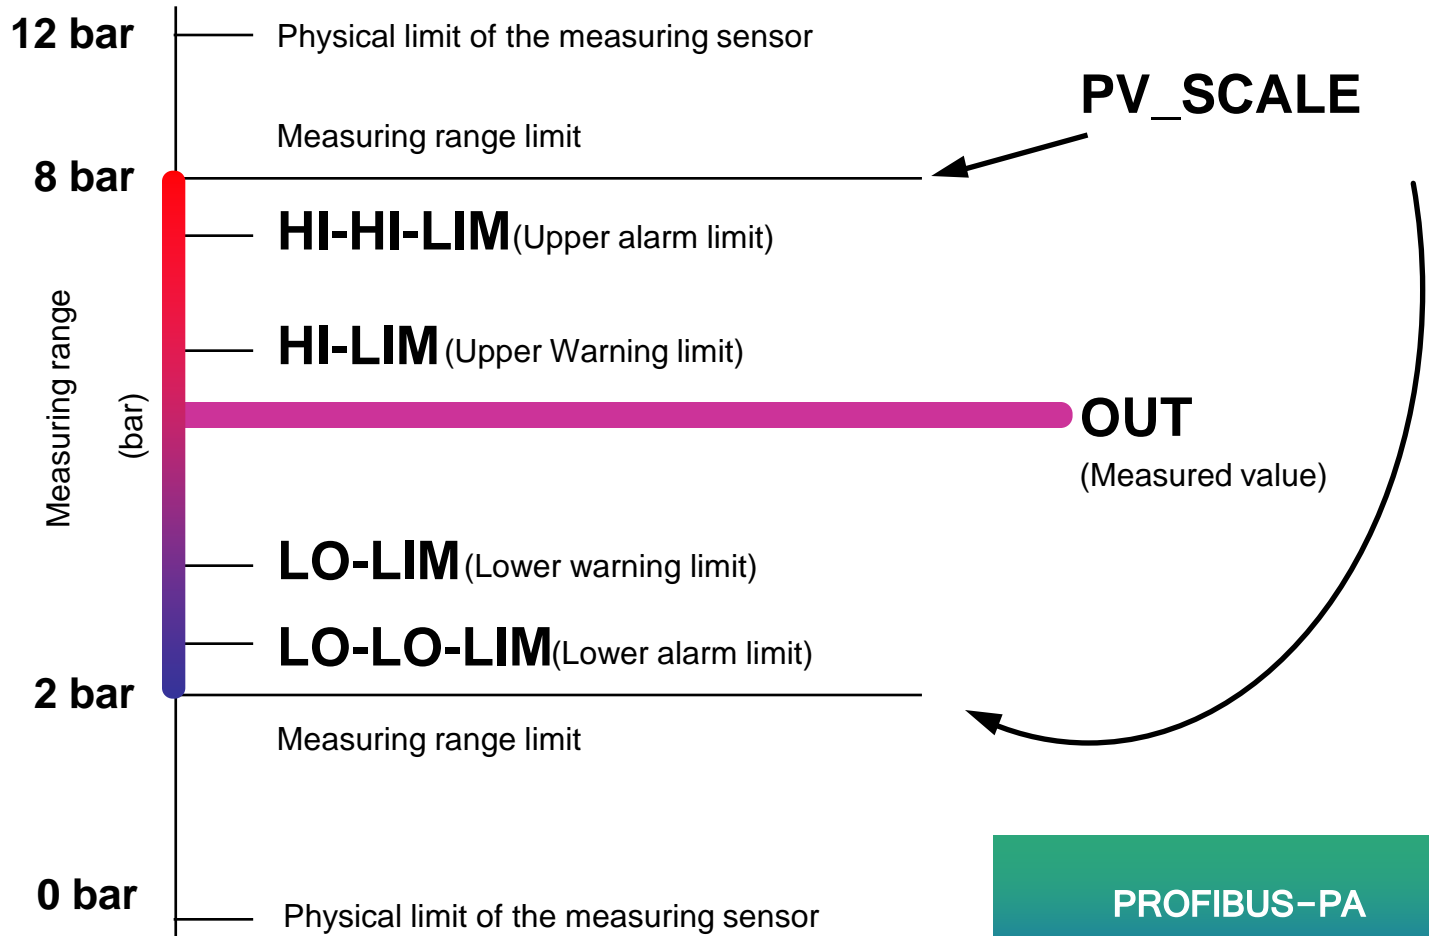 12 bar
Physical limit of the measuring sensor
PV_SCALE
Measuring range limit
8 bar
HI-HI-LIM (Upper alarm limit)
HI-LIM (Upper Warning limit)
Measuring range
(bar)
OUT
(Measured value)
LO-LIM (Lower warning limit)
LO-LO-LIM (Lower alarm limit)
2 bar
Measuring range limit
0 bar
Physical limit of the measuring sensor
PROFIBUS-PA